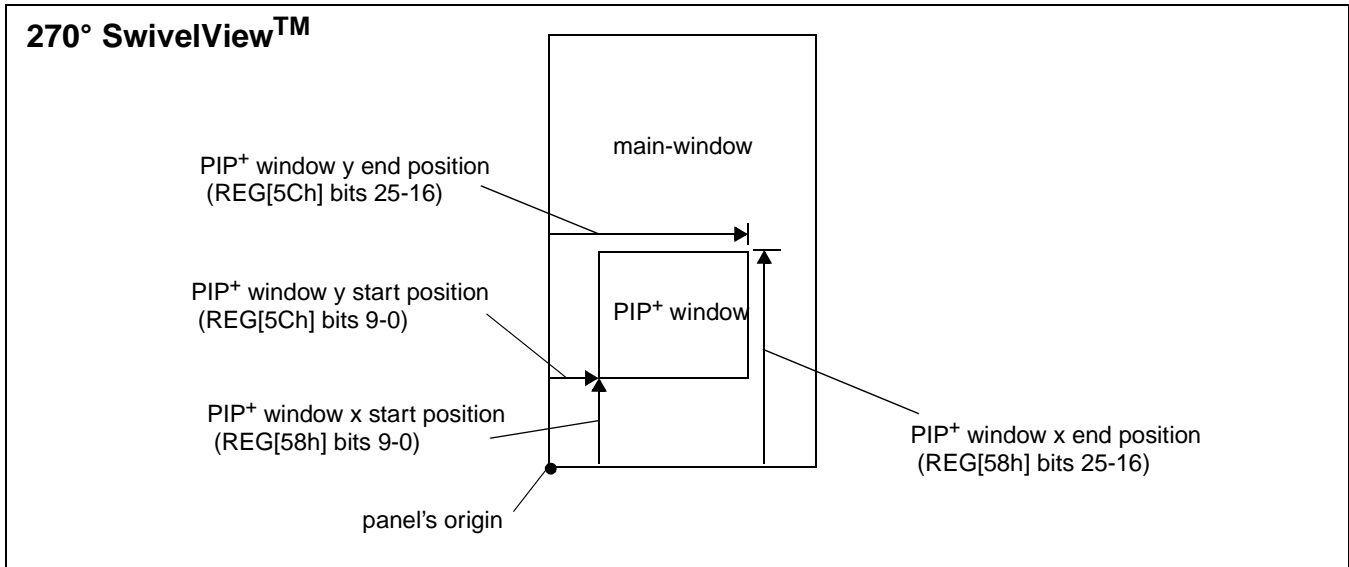 270° SwivelView™
main-window
PIP+ window y end position
(REG[5Ch] bits 25-16)
PIP+ window y start position
(REG[5Ch] bits 9-0)
PIP+ window
PIP+ window x start position
(REG[58h] bits 9-0)
PIP+ window x end position
(REG[58h] bits 25-16)
panel's origin